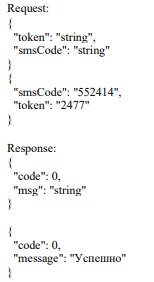 Request:
{
"token": "string",
"smsCode": "string"
}
{
"smsCode": "552414",
"token": "2477"
}
Response:
{
"code": 0,
"msg": "string"
}
{
"code": 0,
"message": "Успешно"
}